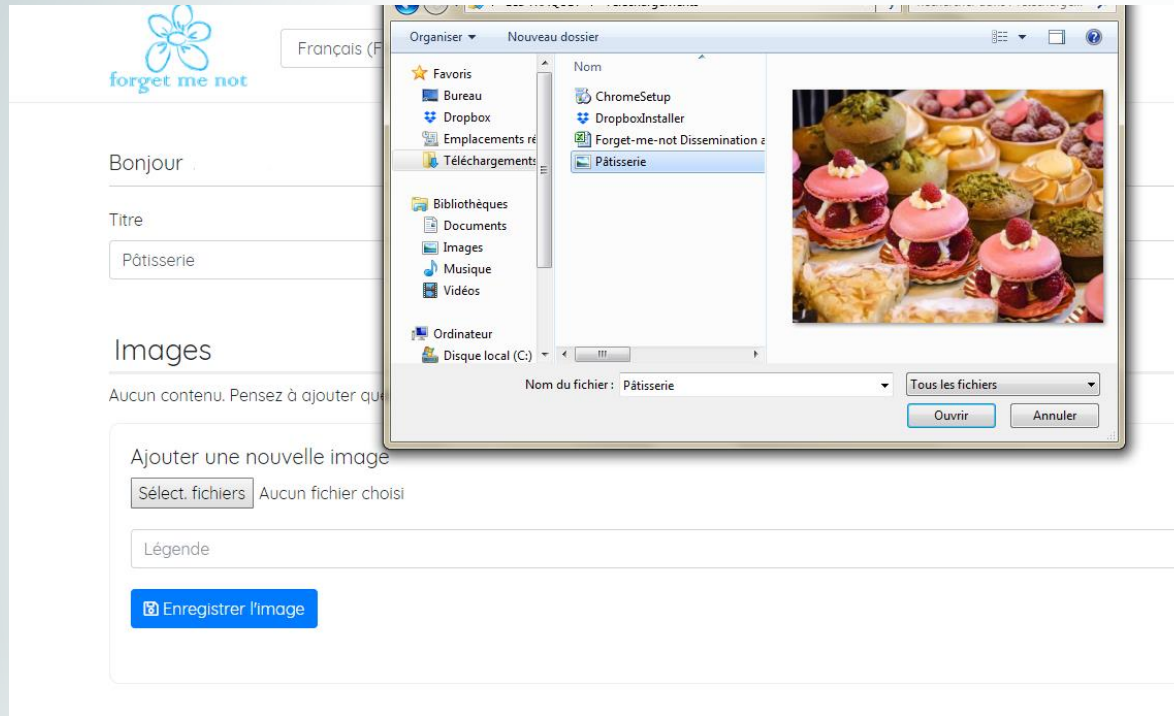 forget me not
Français (F
Bonjour
Titre
Pâtisserie
Images
Aucun contenu. Pensez à ajouter que
Ajouter une nouvelle image
Sélect. fichiers Aucun fichier choisi
Légende
Enregistrer l'image
Organiser Nouveau dossier
Favoris
Bureau
Dropbox
Emplacements ré
Téléchargements
Bibliothèques
Documents
Images
Musique
Vidéos
Ordinateur
Disque local (C:)
Nom
ChromeSetup
DropboxInstaller
Forget-me-not Dissemination a
Pâtisserie
Nom du fichier : Pâtisserie
Tous les fichiers
Ouvrir Annuler